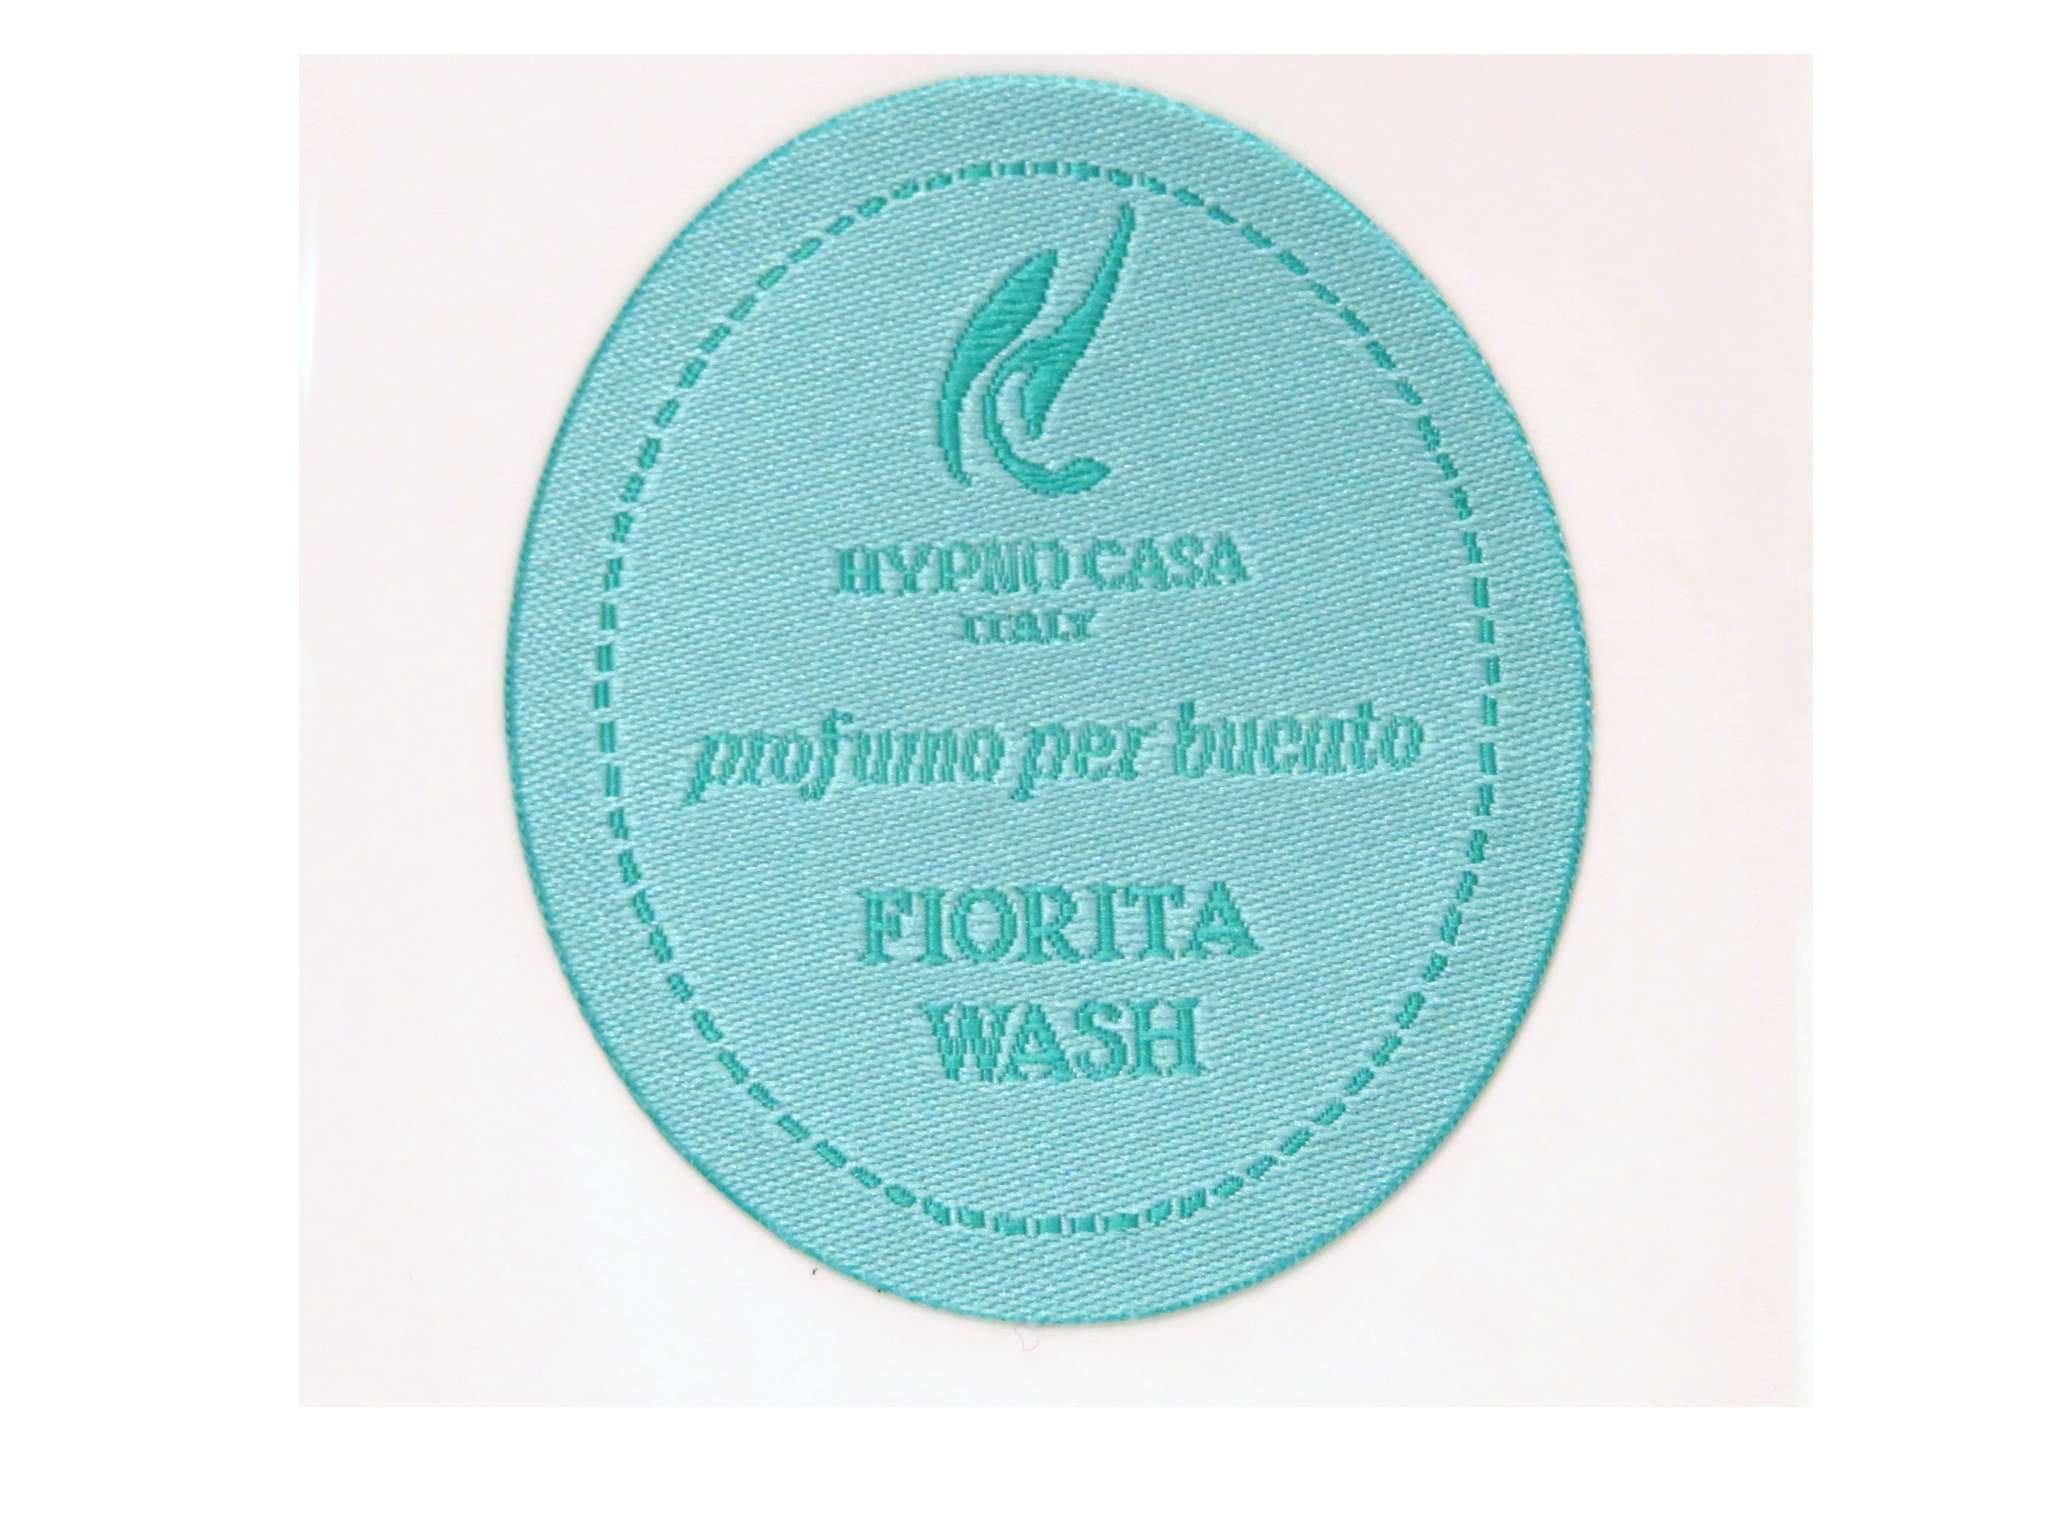 HYPNO CASA
ITALY
profumo per bucato
FIORITA
WASH